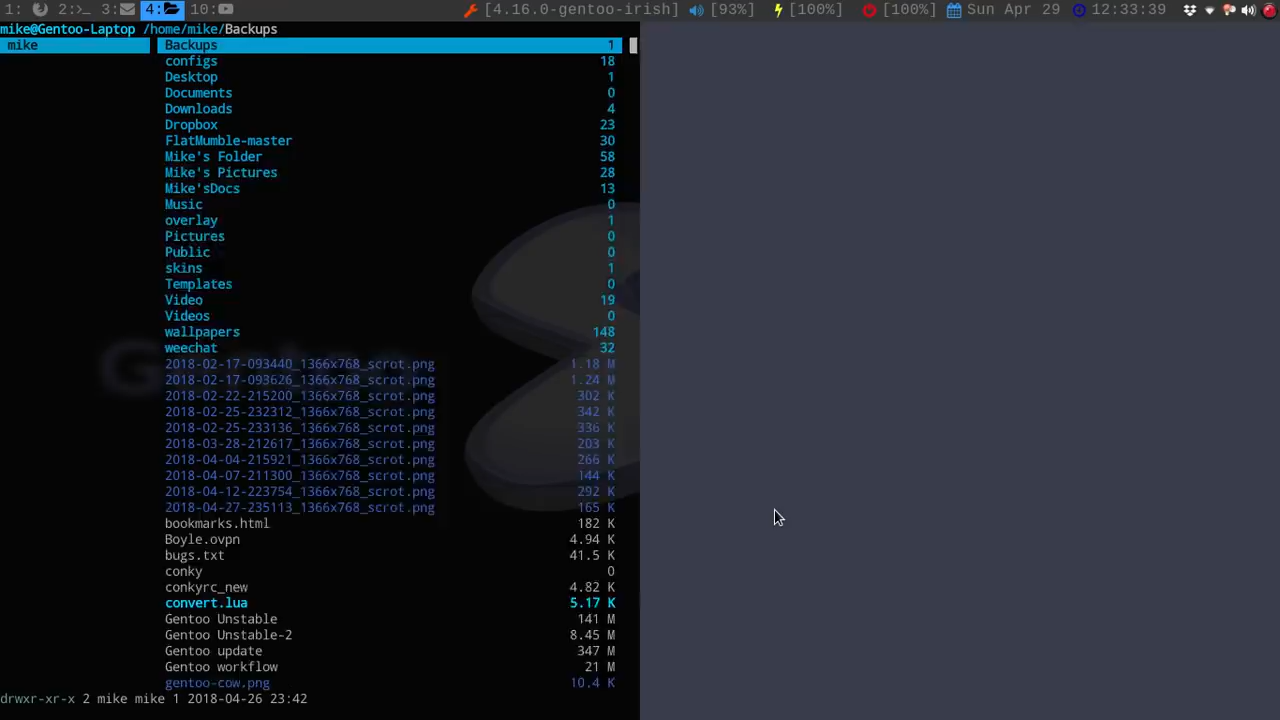 1: 2:>_ 3: 4: 10: [4.16.0-gentoo-irish] [93%] [100%] [100%] Sun Apr 29 12:33:39
mike@Gentoo-Laptop /home/mike/Backups
mike Backups 1
configs 18
Desktop 1
Documents 0
Downloads 4
Dropbox 23
FlatMumble-master 30
Mike's Folder 58
Mike's Pictures 28
Mike'sDocs 13
Music 0
overlay 1
Pictures 0
Public 0
skins 1
Templates 0
Video 19
Videos 0
wallpapers 148
weechat 32
2018-02-17-093440_1366x768_scrot.png 1.18 M
2018-02-17-093626_1366x768_scrot.png 1.24 M
2018-02-22-215200_1366x768_scrot.png 302 K
2018-02-25-232312_1366x768_scrot.png 342 K
2018-02-25-233136_1366x768_scrot.png 336 K
2018-03-28-212617_1366x768_scrot.png 203 K
2018-04-04-215921_1366x768_scrot.png 266 K
2018-04-07-211300_1366x768_scrot.png 144 K
2018-04-12-223754_1366x768_scrot.png 292 K
2018-04-27-235113_1366x768_scrot.png 165 K
bookmarks.html 182 K
Boyle.ovpn 4.94 K
bugs.txt 41.5 K
conky 0
conkyrc_new 4.82 K
convert.lua 5.17 K
Gentoo Unstable 141 M
Gentoo Unstable-2 8.45 M
Gentoo update 347 M
Gentoo workflow 21 M
gentoo-cow.png 10.4 K
drwxr-xr-x 2 mike mike 1 2018-04-26 23:42